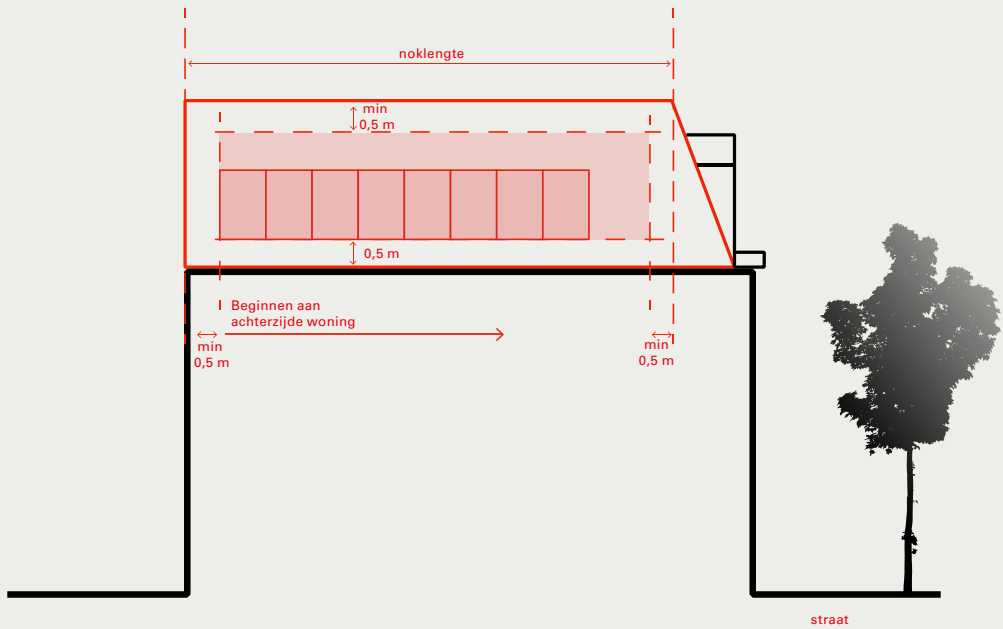 noklengte
min
0,5 m
0,5 m
Beginnen aan
achterzijde woning
min
0,5 m
min
0,5 m
straat